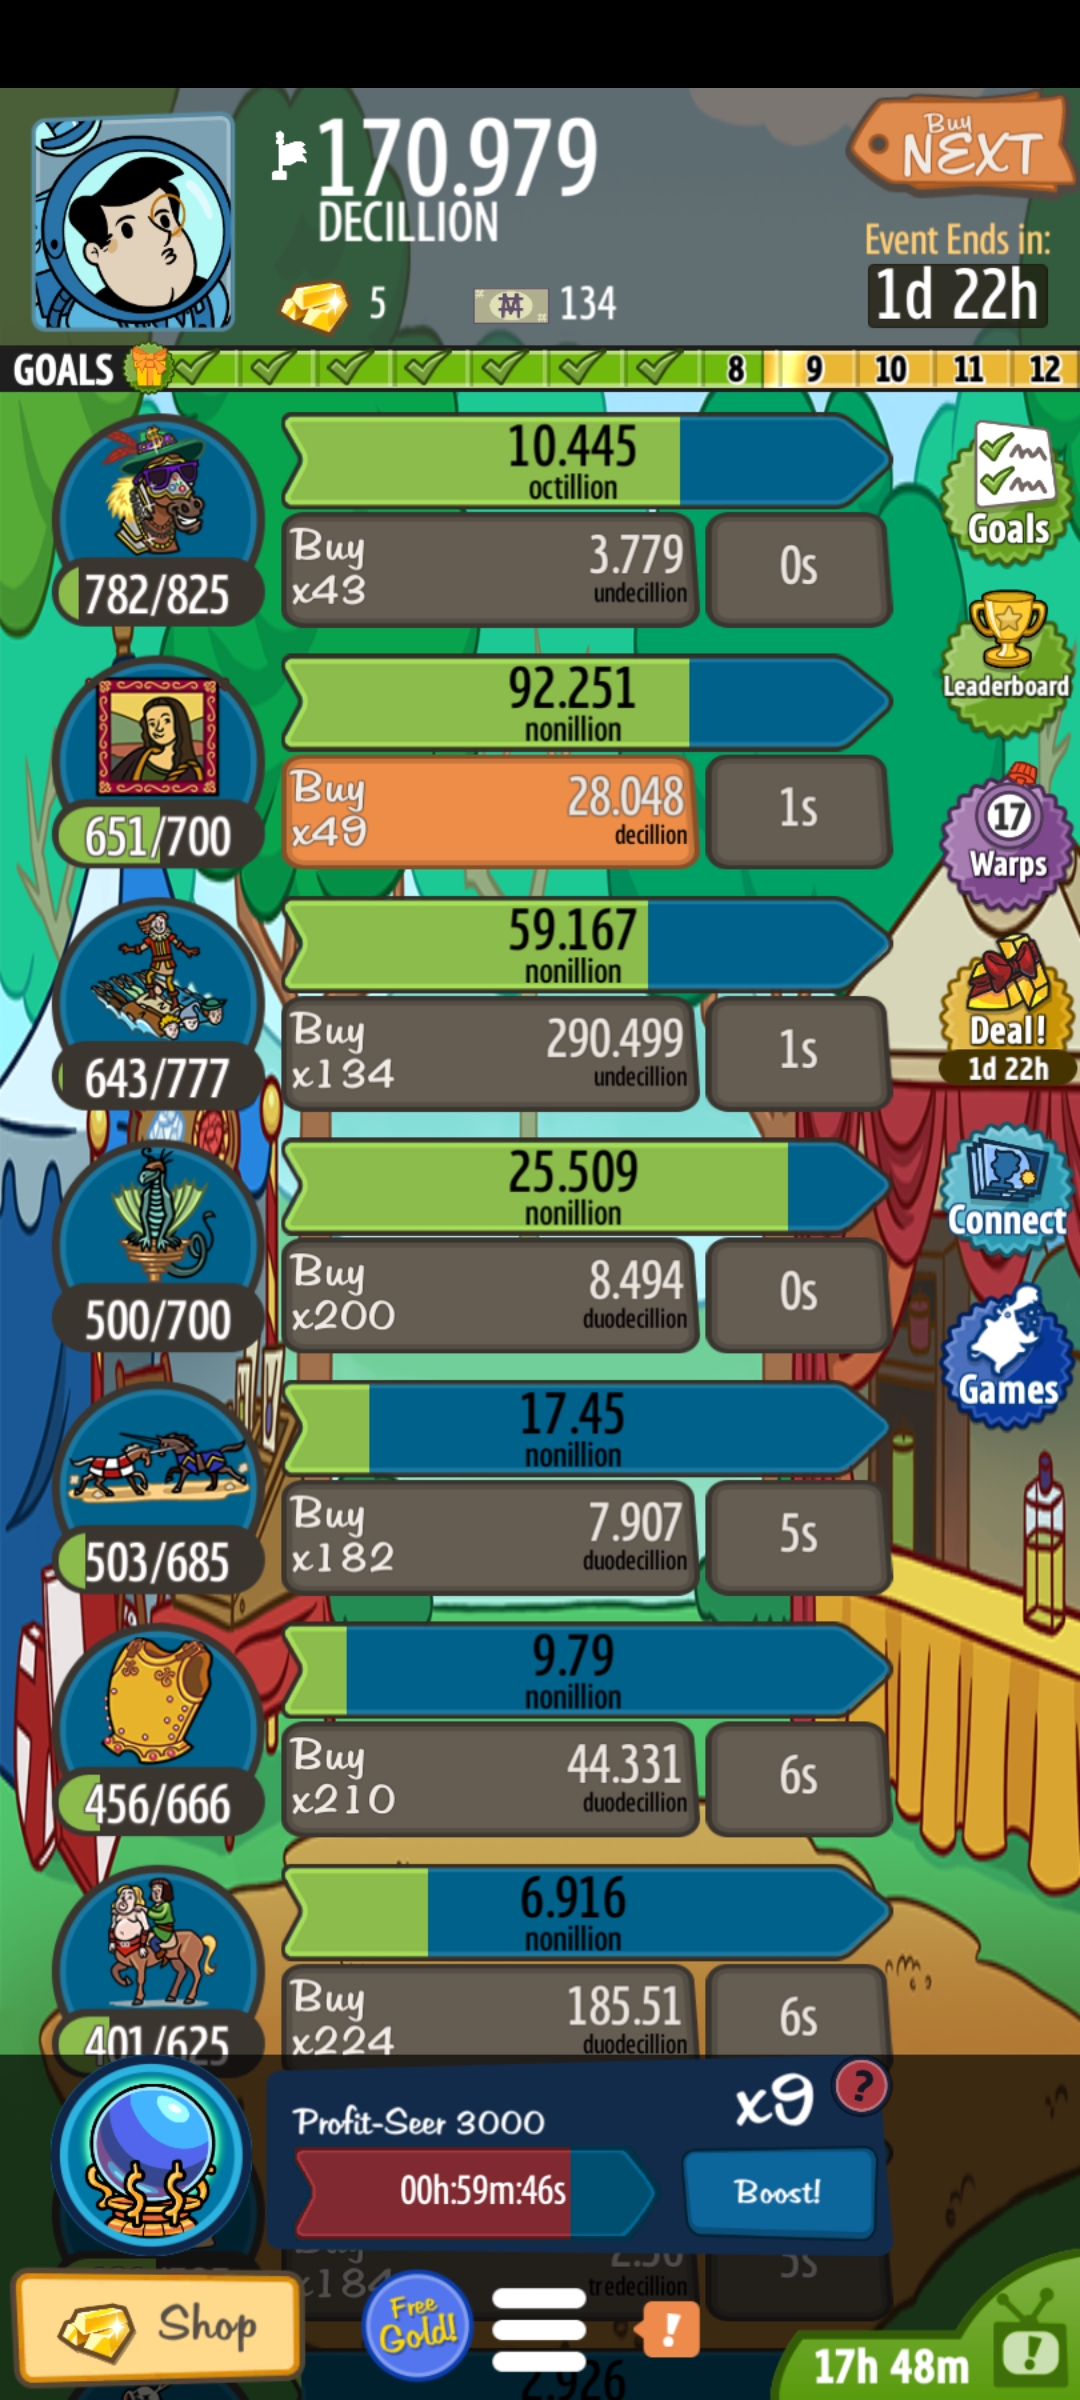 170.979
DECILLION
Buy
NEXT
Event Ends in:
1d 22h
5
134
GOALS 8 9 10 11 12
10.445
octillion
Goals
Buy
x43
3.779
undecillion
0s
782/825
Leaderboard
92.251
nonillion
Buy
x49
28.048
decillion
1s
651/700
17
Warps
59.167
nonillion
Buy
x134
290.499
undecillion
1s
643/777
Deal!
1d 22h
25.509
nonillion
Connect
Buy
x200
8.494
duodecillion
0s
500/700
Games
17.45
nonillion
Buy
x182
7.907
duodecillion
5s
503/685
9.79
nonillion
Buy
x210
44.331
duodecillion
6s
456/666
6.916
nonillion
Buy
x224
185.51
duodecillion
6s
401/625
Profit-Seer 3000
x9
?
00h:59m:46s
Boost!
Buy
x184
tredecillion
5s
Shop
Free
Gold!
!
17h 48m
!
2.926